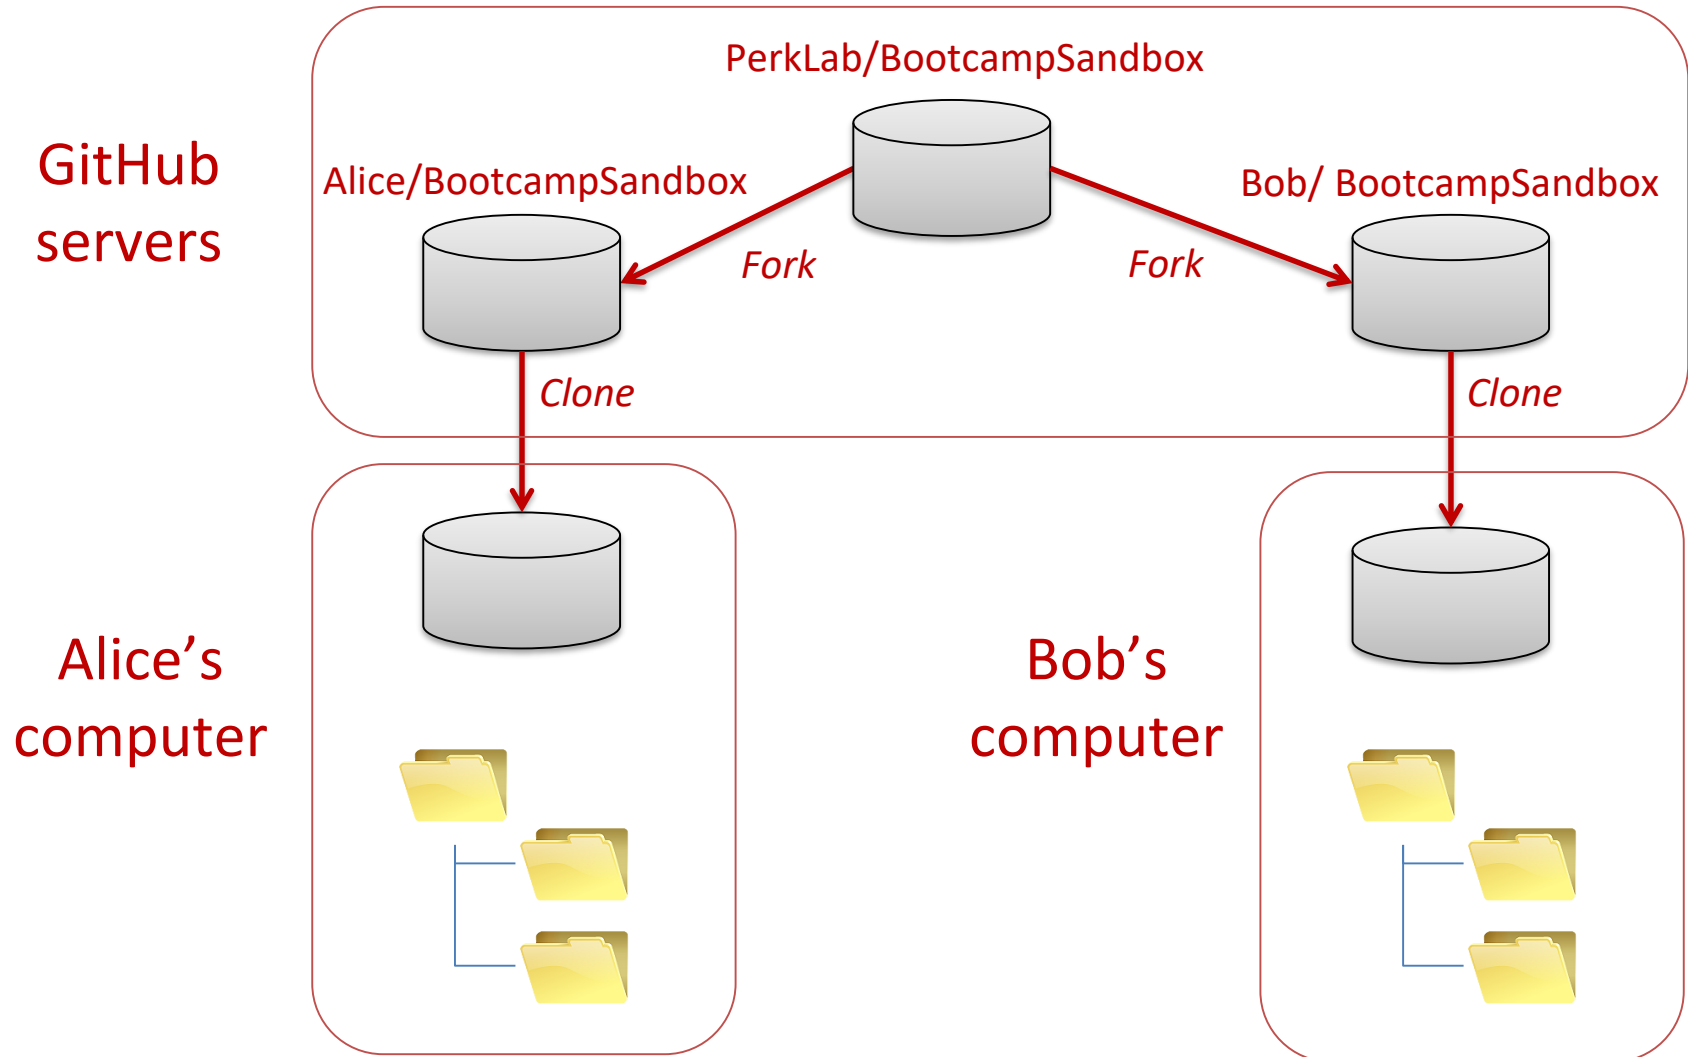 PerkLab/BootcampSandbox
GitHub
servers
Alice/BootcampSandbox
Bob/ BootcampSandbox
Fork
Fork
Clone
Clone
Alice’s
computer
Bob’s
computer